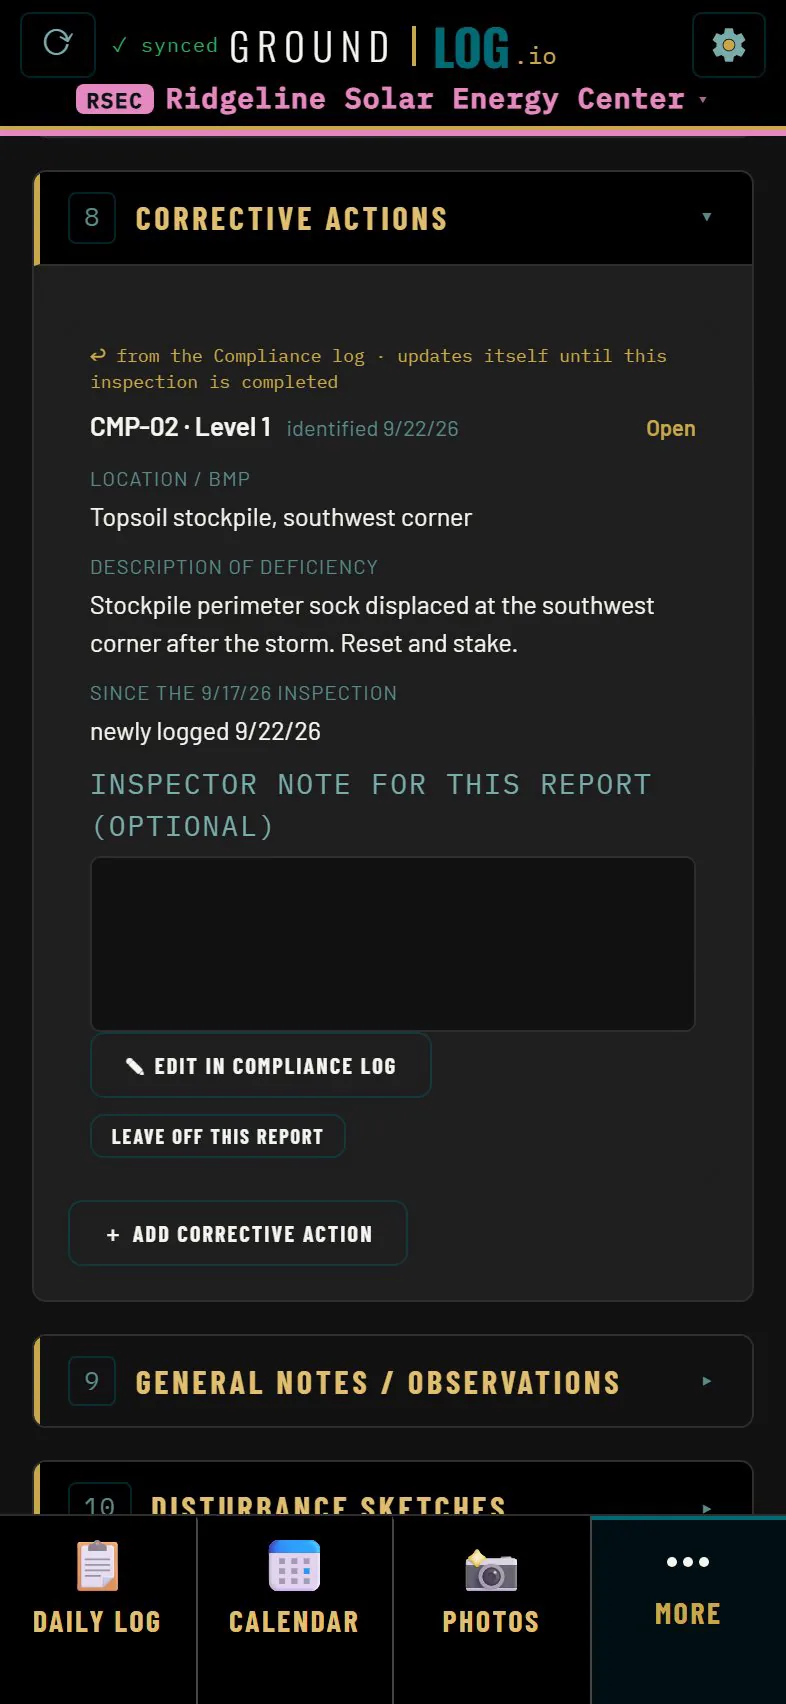 ✓ synced GROUND | LOG.io
RSEC Ridgeline Solar Energy Center ▾
8 CORRECTIVE ACTIONS ▼
↩ from the Compliance log · updates itself until this
inspection is completed
CMP-02 · Level 1 identified 9/22/26 Open
LOCATION / BMP
Topsoil stockpile, southwest corner
DESCRIPTION OF DEFICIENCY
Stockpile perimeter sock displaced at the southwest
corner after the storm. Reset and stake.
SINCE THE 9/17/26 INSPECTION
newly logged 9/22/26
INSPECTOR NOTE FOR THIS REPORT
(OPTIONAL)
✎ EDIT IN COMPLIANCE LOG
LEAVE OFF THIS REPORT
+ ADD CORRECTIVE ACTION
9 GENERAL NOTES / OBSERVATIONS ▸
10 DISTURBANCE SKETCHES ▸
DAILY LOG CALENDAR PHOTOS MORE